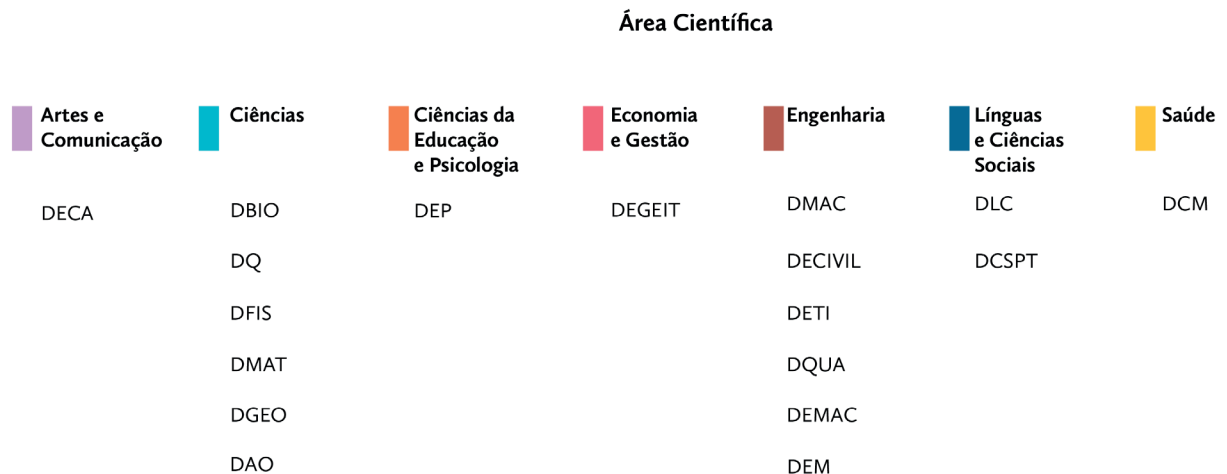 Área Científica
Artes e
Comunicação
Ciências
Ciências da
Educação
e Psicologia
Economia
e Gestão
Engenharia
Línguas
e Ciências
Sociais
Saúde
DECA
DBIO
DEP
DEGEIT
DMAC
DLC
DCM
DQ
DECIVIL
DCSPT
DFIS
DETI
DMAT
DQUA
DGEO
DEMAC
DAO
DEM